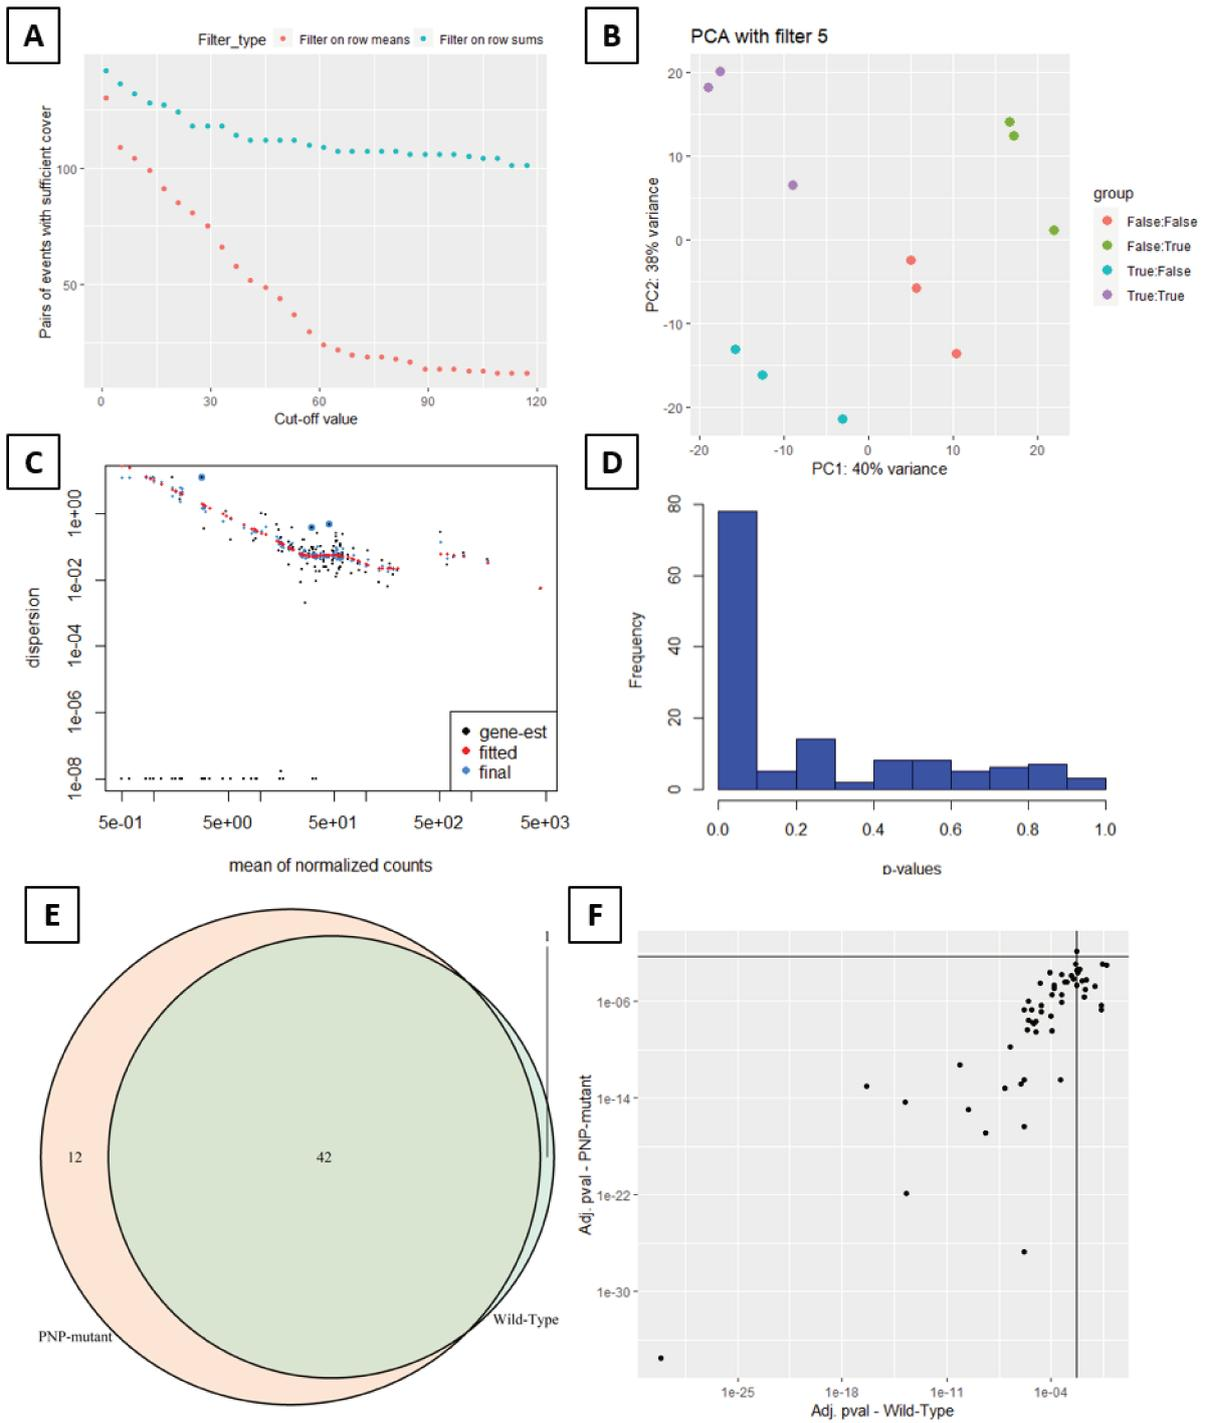 A
Filter_type Filter on row means Filter on row sums
Pairs of events with sufficient cover
100
50
0 30 60 90 120
Cut-off value
B
PCA with filter 5
20
10
0
-10
-20
PC2: 38% variance
-20 -10 0 10 20
PC1: 40% variance
group
False:False
False:True
True:False
True:True
C
dispersion
1e+00
1e-02
1e-04
1e-06
1e-08
gene-est
fitted
final
5e-01 5e+00 5e+01 5e+02 5e+03
mean of normalized counts
D
Frequency
80
60
40
20
0
0.0 0.2 0.4 0.6 0.8 1.0
p-values
E
1
12
42
PNP-mutant
Wild-Type
F
Adj. pval - PNP-mutant
1e-06
1e-14
1e-22
1e-30
1e-25 1e-18 1e-11 1e-04
Adj. pval - Wild-Type